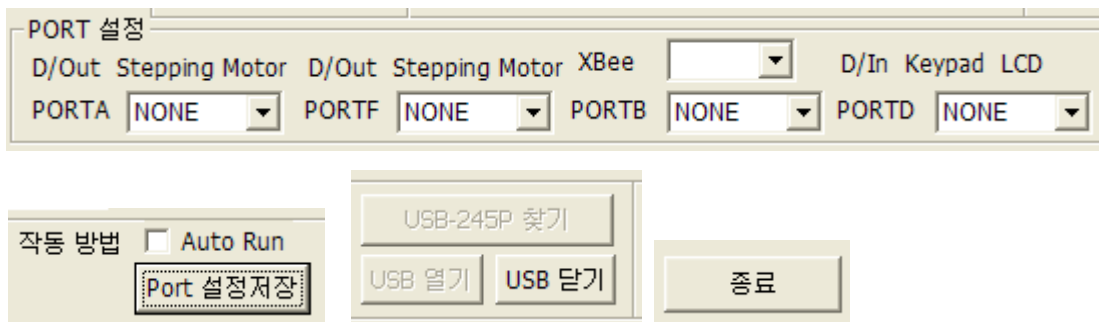 PORT 설정
D/Out Stepping Motor D/Out Stepping Motor XBee D/In Keypad LCD
PORTA NONE PORTF NONE PORTB NONE PORTD NONE
USB-245P 찾기
작동 방법 Auto Run
Port 설정저장 USB 열기 USB 닫기 종료